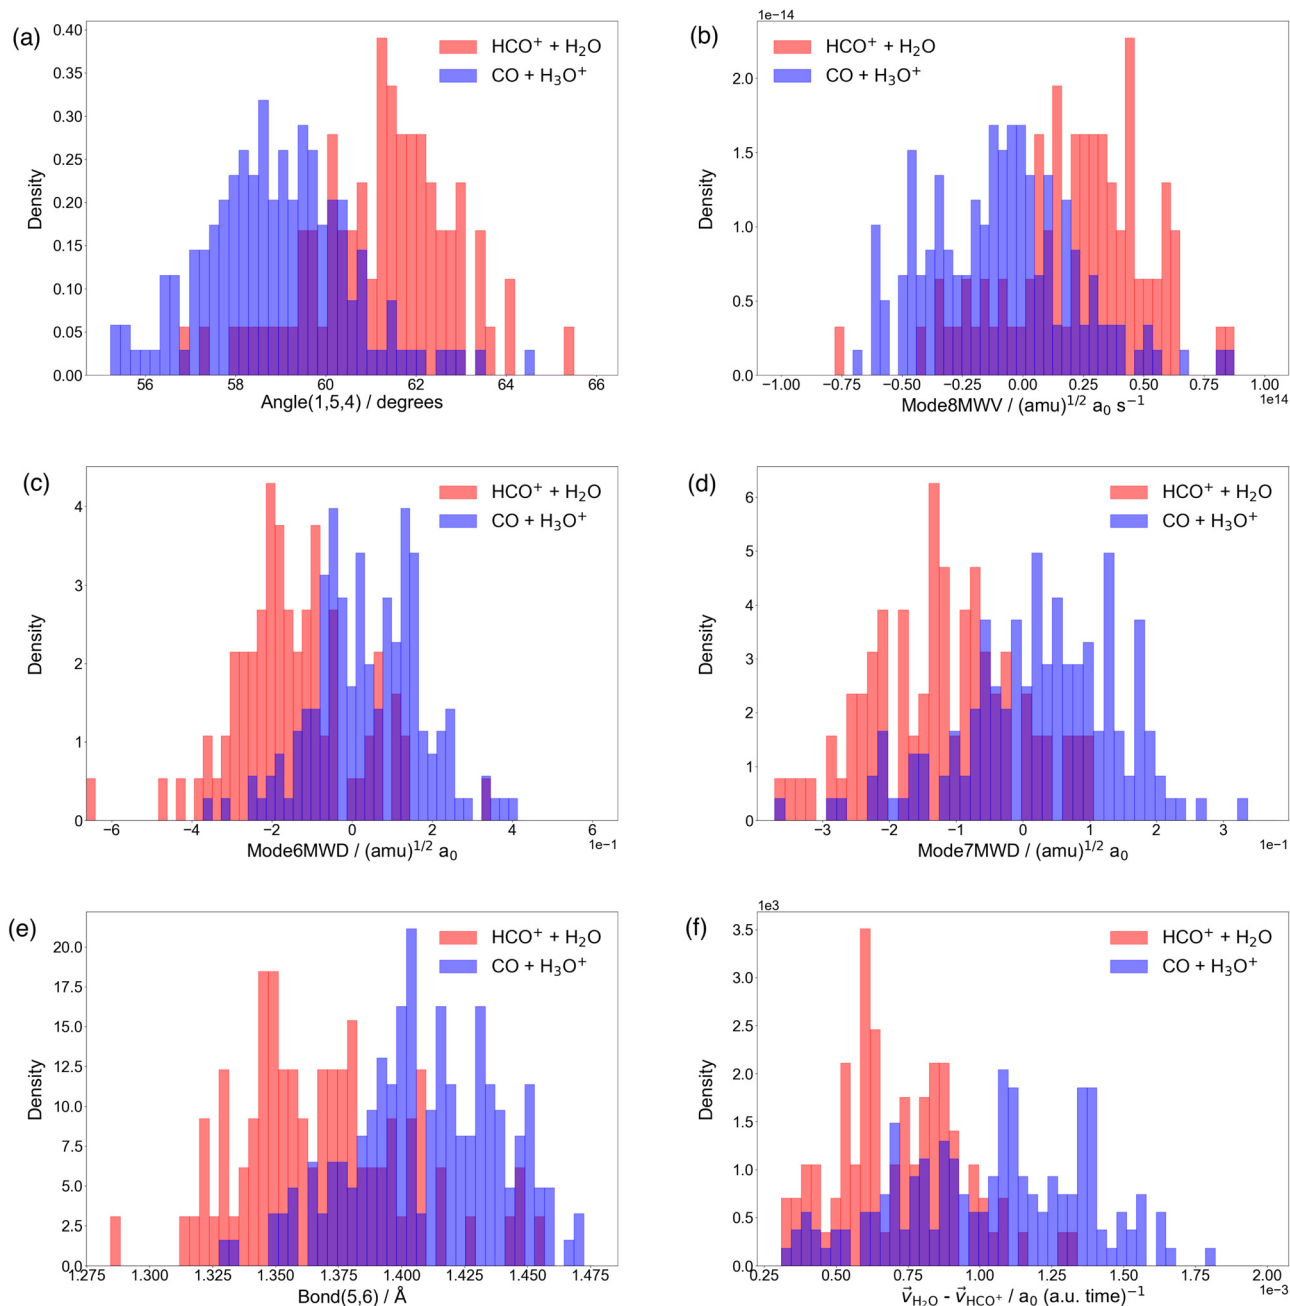 (a)
0.40
0.35
0.30
0.25
0.20
0.15
0.10
0.05
0.00
Density
HCO⁺ + H₂O
CO + H₃O⁺
56 58 60 62 64 66
Angle(1,5,4) / degrees
(b)
1e−14
2.0
1.5
1.0
0.5
0.0
Density
HCO⁺ + H₂O
CO + H₃O⁺
−1.00 −0.75 −0.50 −0.25 0.00 0.25 0.50 0.75 1.00
1e14
Mode8MWV / (amu)¹ᐟ² a₀ s⁻¹
(c)
4
3
2
1
0
Density
HCO⁺ + H₂O
CO + H₃O⁺
−6 −4 −2 0 2 4 6
1e−1
Mode6MWD / (amu)¹ᐟ² a₀
(d)
6
5
4
3
2
1
0
Density
HCO⁺ + H₂O
CO + H₃O⁺
−3 −2 −1 0 1 2 3
1e−1
Mode7MWD / (amu)¹ᐟ² a₀
(e)
20.0
17.5
15.0
12.5
10.0
7.5
5.0
2.5
0.0
Density
HCO⁺ + H₂O
CO + H₃O⁺
1.275 1.300 1.325 1.350 1.375 1.400 1.425 1.450 1.475
Bond(5,6) / Å
(f)
1e3
3.5
3.0
2.5
2.0
1.5
1.0
0.5
0.0
Density
HCO⁺ + H₂O
CO + H₃O⁺
0.25 0.50 0.75 1.00 1.25 1.50 1.75 2.00
1e−3
v⃗H₂O - v⃗HCO⁺ / a₀ (a.u. time)⁻¹